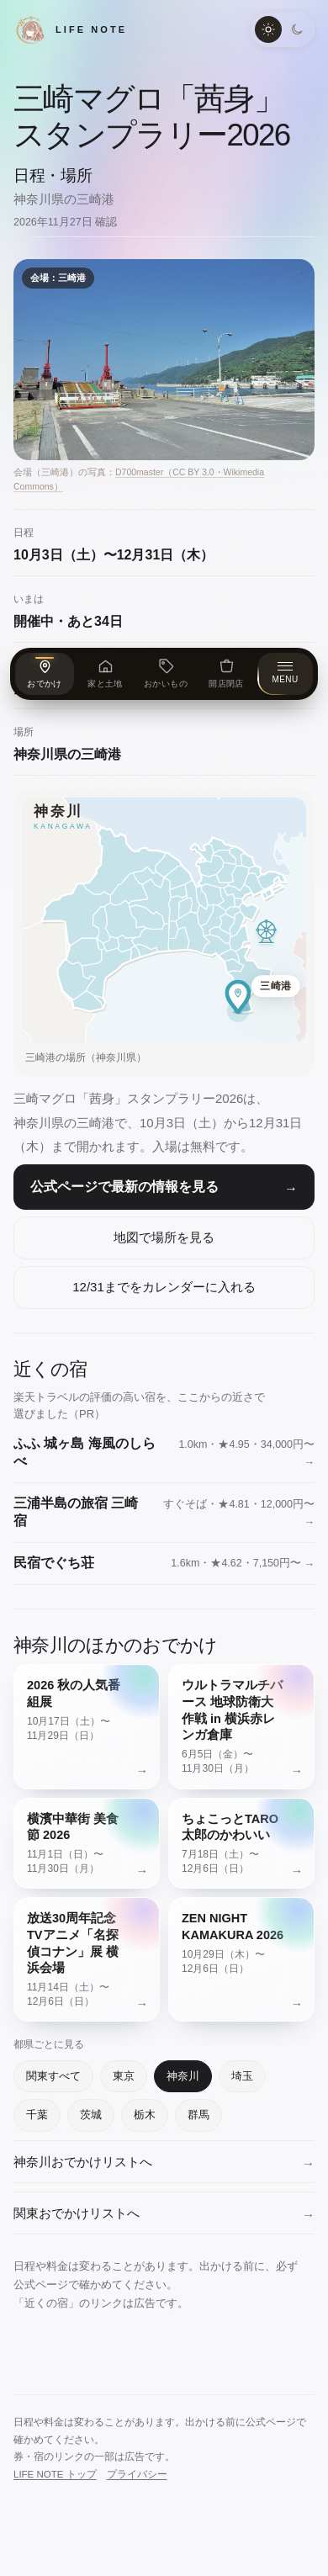 LIFE NOTE
三崎マグロ「茜身」
スタンプラリー2026
日程・場所
神奈川県の三崎港
2026年11月27日 確認
会場：三崎港
会場（三崎港）の写真：D700master（CC BY 3.0・Wikimedia
Commons）
日程
10月3日（土）〜12月31日（木）
いまは
開催中・あと34日
おでかけ
家と土地
おかいもの
開店閉店
MENU
場所
神奈川県の三崎港
神奈川
KANAGAWA
三崎港
三崎港の場所（神奈川県）
三崎マグロ「茜身」スタンプラリー2026は、
神奈川県の三崎港で、10月3日（土）から12月31日
（木）まで開かれます。入場は無料です。
公式ページで最新の情報を見る →
地図で場所を見る
12/31までをカレンダーに入れる
近くの宿
楽天トラベルの評価の高い宿を、ここからの近さで
選びました（PR）
ふふ 城ヶ島 海風のしら
べ
1.0km・★4.95・34,000円〜
→
三浦半島の旅宿 三崎
宿
すぐそば・★4.81・12,000円〜
→
民宿でぐち荘
1.6km・★4.62・7,150円〜 →
神奈川のほかのおでかけ
2026 秋の人気番
組展
10月17日（土）〜
11月29日（日）
→
ウルトラマルチバ
ース 地球防衛大
作戦 in 横浜赤レ
ンガ倉庫
6月5日（金）〜
11月30日（月）
→
横濱中華街 美食
節 2026
11月1日（日）〜
11月30日（月）
→
ちょこっとTARO
太郎のかわいい
7月18日（土）〜
12月6日（日）
→
放送30周年記念
TVアニメ「名探
偵コナン」展 横
浜会場
11月14日（土）〜
12月6日（日）
→
ZEN NIGHT
KAMAKURA 2026
10月29日（木）〜
12月6日（日）
→
都県ごとに見る
関東すべて
東京
神奈川
埼玉
千葉
茨城
栃木
群馬
神奈川おでかけリストへ →
関東おでかけリストへ →
日程や料金は変わることがあります。出かける前に、必ず
公式ページで確かめてください。
「近くの宿」のリンクは広告です。
日程や料金は変わることがあります。出かける前に公式ページで
確かめてください。
券・宿のリンクの一部は広告です。
LIFE NOTE トップ プライバシー